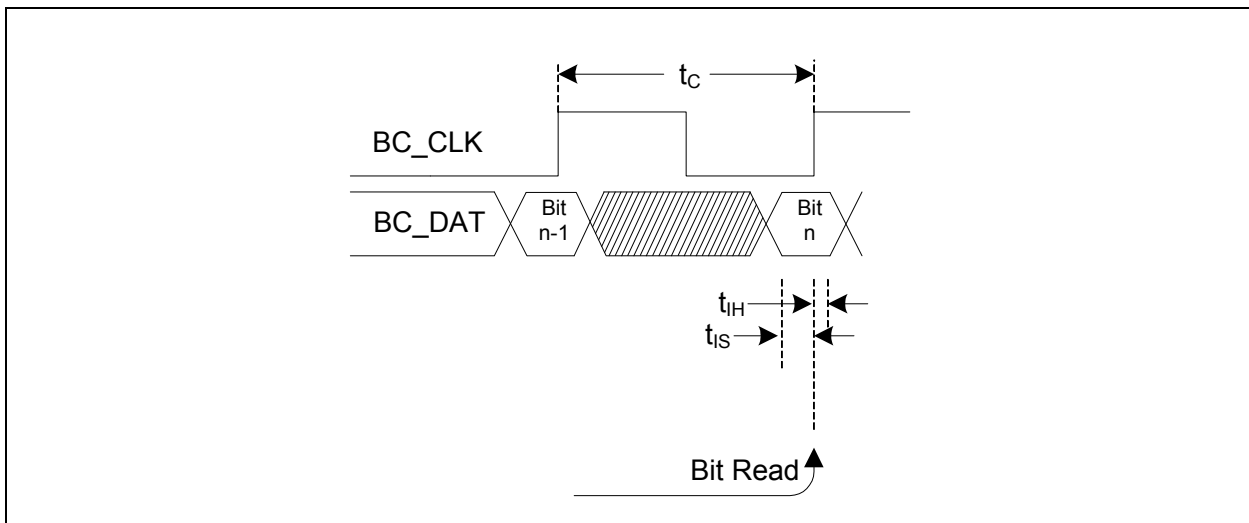 tC
BC_CLK
BC_DAT
Bit
n-1
Bit
n
tIH
tIS
Bit Read